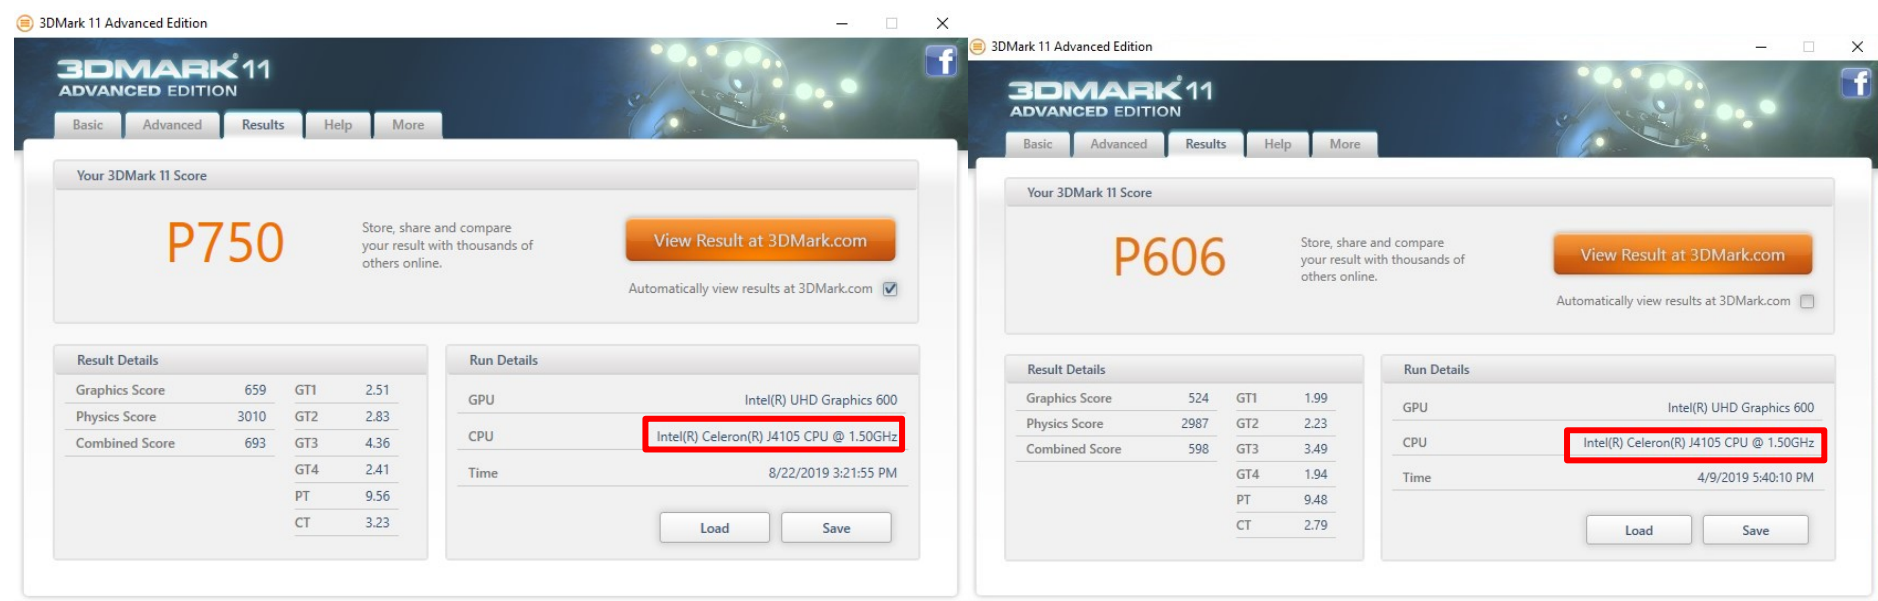 3DMark 11 Advanced Edition
3DMARK®11
ADVANCED EDITION
f
Basic Advanced Results Help More
Your 3DMark 11 Score
P750
Store, share and compare
your result with thousands of
others online.
View Result at 3DMark.com
Automatically view results at 3DMark.com
Result Details
Graphics Score 659 GT1 2.51
Physics Score 3010 GT2 2.83
Combined Score 693 GT3 4.36
GT4 2.41
PT 9.56
CT 3.23
Run Details
GPU Intel(R) UHD Graphics 600
CPU Intel(R) Celeron(R) J4105 CPU @ 1.50GHz
Time 8/22/2019 3:21:55 PM
Load Save
3DMark 11 Advanced Edition
3DMARK®11
ADVANCED EDITION
f
Basic Advanced Results Help More
Your 3DMark 11 Score
P606
Store, share and compare
your result with thousands of
others online.
View Result at 3DMark.com
Automatically view results at 3DMark.com
Result Details
Graphics Score 524 GT1 1.99
Physics Score 2987 GT2 2.23
Combined Score 598 GT3 3.49
GT4 1.94
PT 9.48
CT 2.79
Run Details
GPU Intel(R) UHD Graphics 600
CPU Intel(R) Celeron(R) J4105 CPU @ 1.50GHz
Time 4/9/2019 5:40:10 PM
Load Save